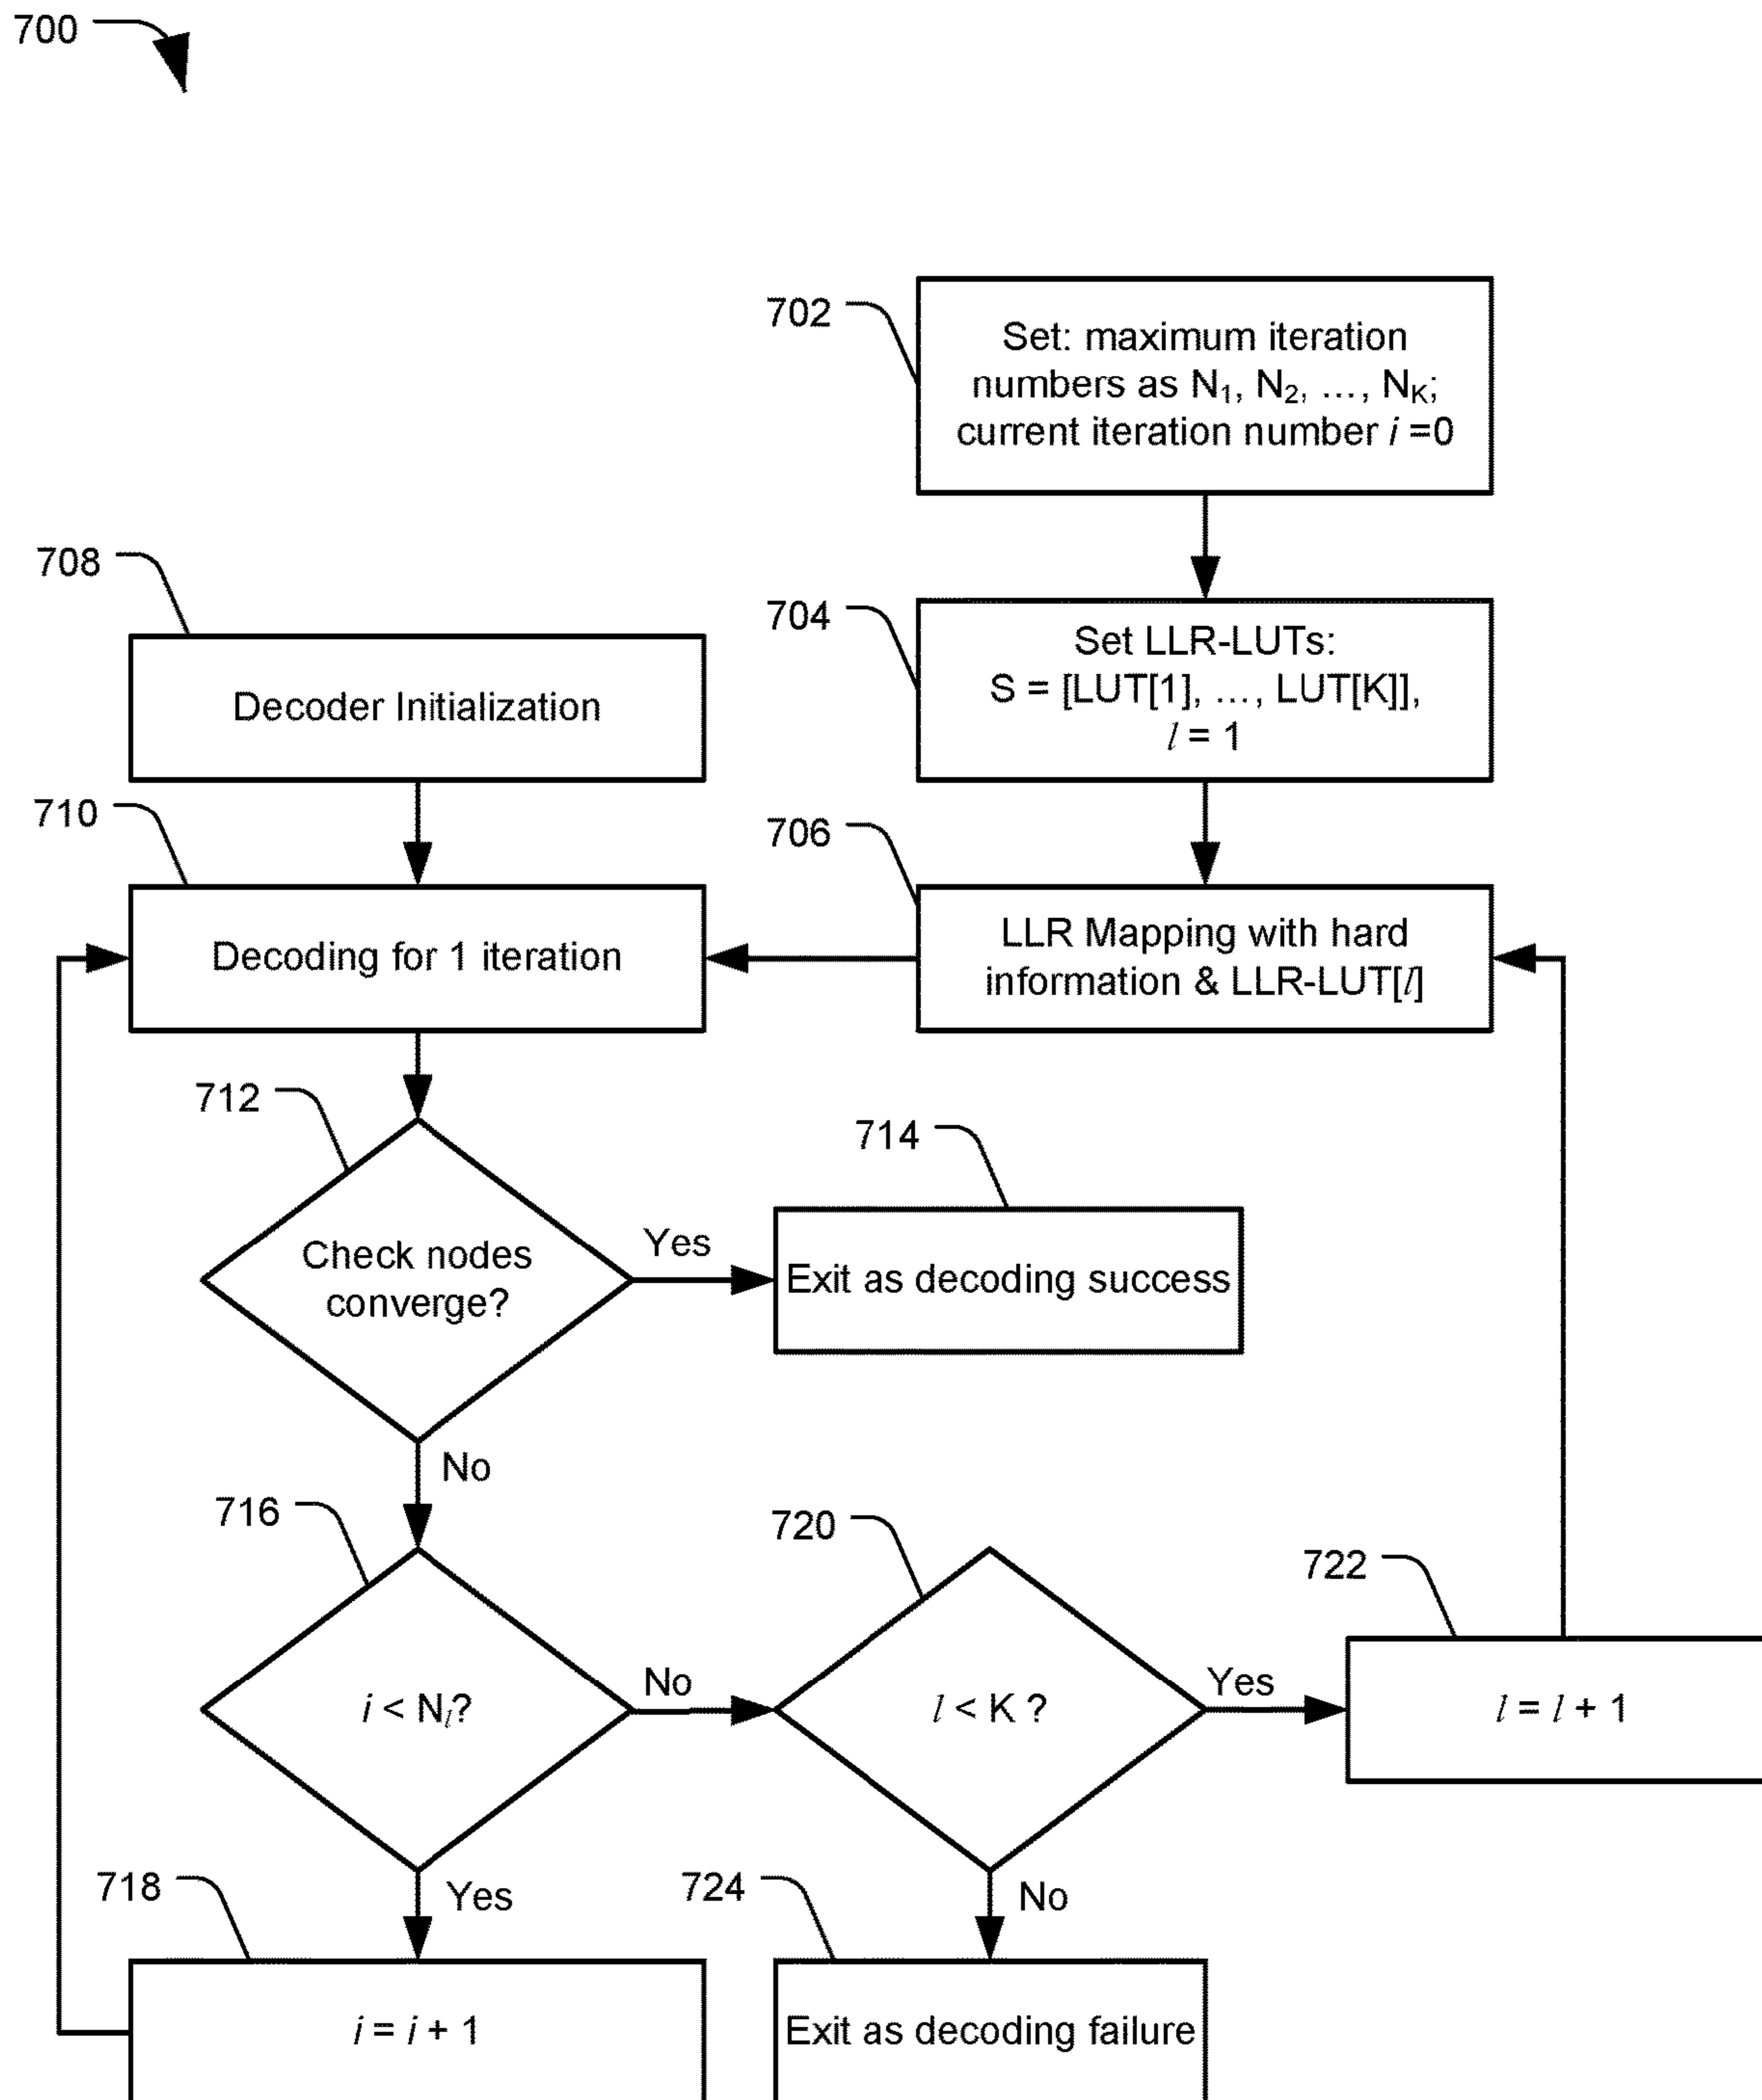 700
702
Set: maximum iteration
numbers as N₁, N₂, ..., N_K;
current iteration number i =0
708
704
Decoder Initialization
Set LLR-LUTs:
S = [LUT[1], ..., LUT[K]],
l = 1
710
706
Decoding for 1 iteration
LLR Mapping with hard
information & LLR-LUT[l]
712
714
Check nodes
converge?
Yes
Exit as decoding success
No
716
720
722
i < N_l?
No
l < K ?
Yes
l = l + 1
718
Yes
724
No
i = i + 1
Exit as decoding failure